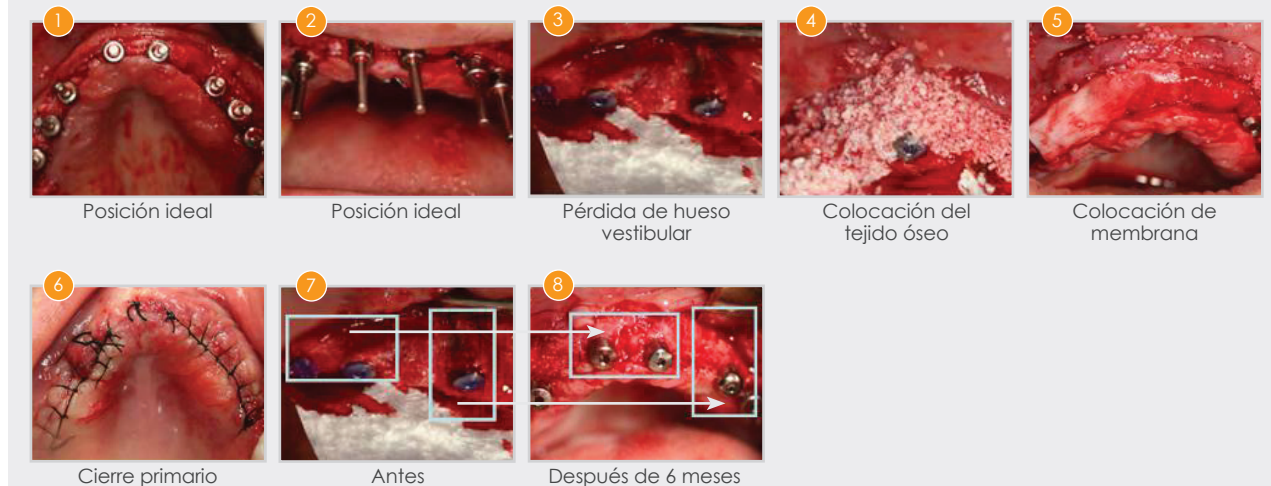 1
2
3
4
5
Posición ideal
Posición ideal
Pérdida de hueso
vestibular
Colocación del
tejido óseo
Colocación de
membrana
6
7
8
Cierre primario
Antes
Después de 6 meses